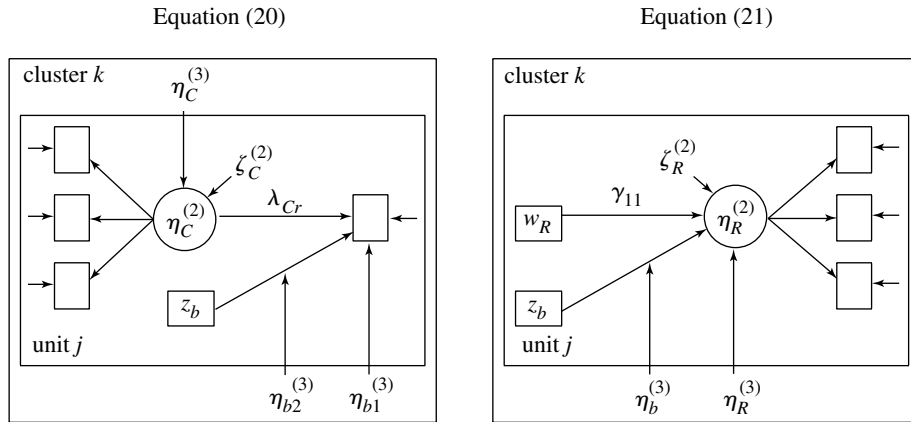 Equation (20)
cluster k
η_C^(3)
ζ_C^(2)
λ_Cr
η_C^(2)
z_b
unit j
η_b2^(3) η_b1^(3)
Equation (21)
cluster k
ζ_R^(2)
γ_11
w_R
η_R^(2)
z_b
unit j
η_b^(3) η_R^(3)